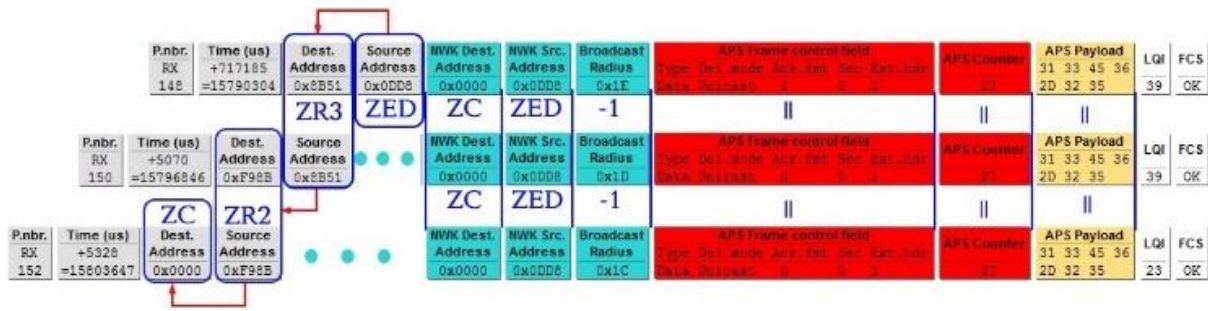 P.nbr. Time (us) Dest. Source NWK Dest. NWK Src. Broadcast APS Frame control field APS Counter APS Payload LQI FCS
RX +717185 Address Address Address Address Radius Type Del.mode Ack.fmt Sec Ext.hdr 31 33 45 36
148 =15790304 0x8B51 0x0DD8 0x0000 0x0DD8 0x1E Data Unicast 0 0 1 27 2D 32 35 39 OK
ZR3 ZED ZC ZED -1 || || ||
P.nbr. Time (us) Dest. Source NWK Dest. NWK Src. Broadcast APS Frame control field APS Counter APS Payload LQI FCS
RX +5070 Address Address Address Address Radius Type Del.mode Ack.fmt Sec Ext.hdr 31 33 45 36
150 =15796846 0xF98B 0x8B51 0x0000 0x0DD8 0x1D Data Unicast 0 0 1 27 2D 32 35 39 OK
ZC ZR2 ZC ZED -1 || || ||
P.nbr. Time (us) Dest. Source NWK Dest. NWK Src. Broadcast APS Frame control field APS Counter APS Payload LQI FCS
RX +5328 Address Address Address Address Radius Type Del.mode Ack.fmt Sec Ext.hdr 31 33 45 36
152 =15803647 0x0000 0xF98B 0x0000 0x0DD8 0x1C Data Unicast 0 0 1 27 2D 32 35 23 OK